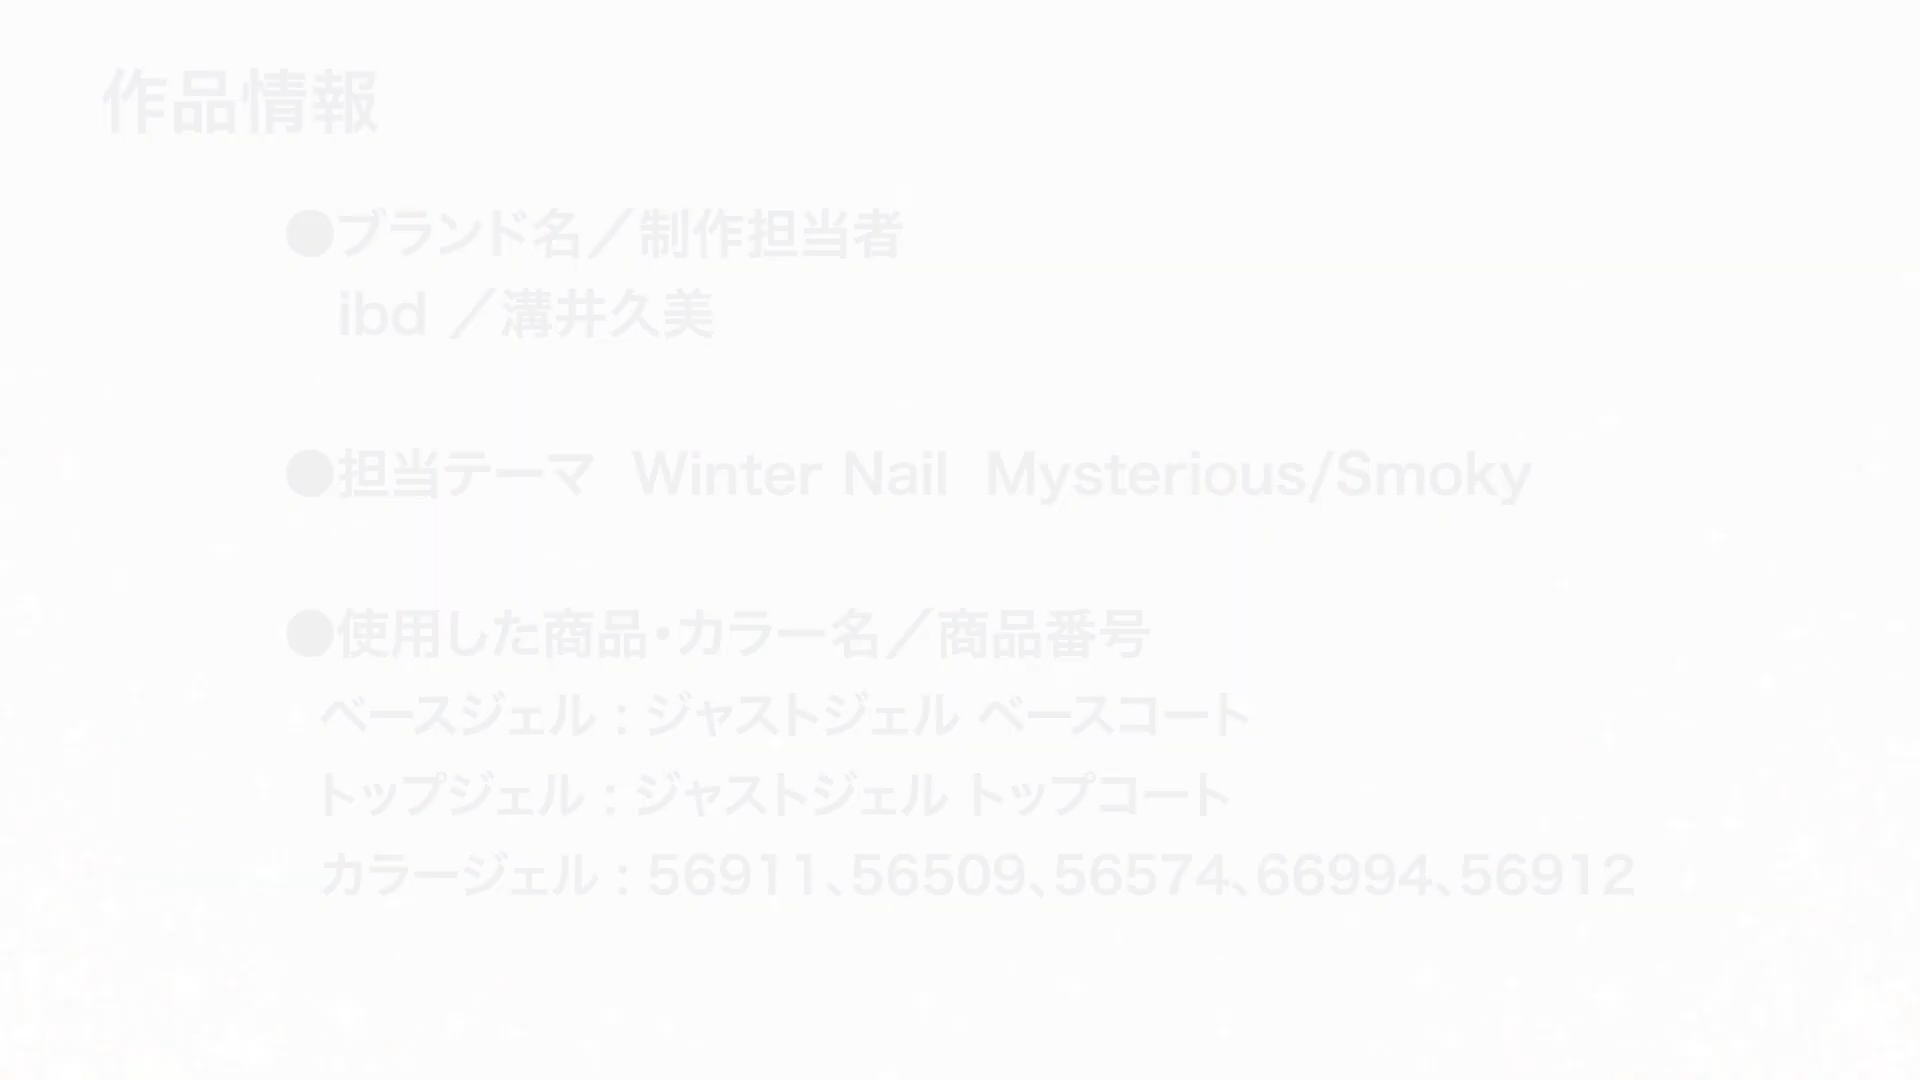 作品情報
●ブランド名／制作担当者
ibd ／溝井久美
●担当テーマ Winter Nail Mysterious/Smoky
●使用した商品・カラー名／商品番号
ベースジェル：ジャストジェル ベースコート
トップジェル：ジャストジェル トップコート
カラージェル：56911、56509、56574、66994、56912